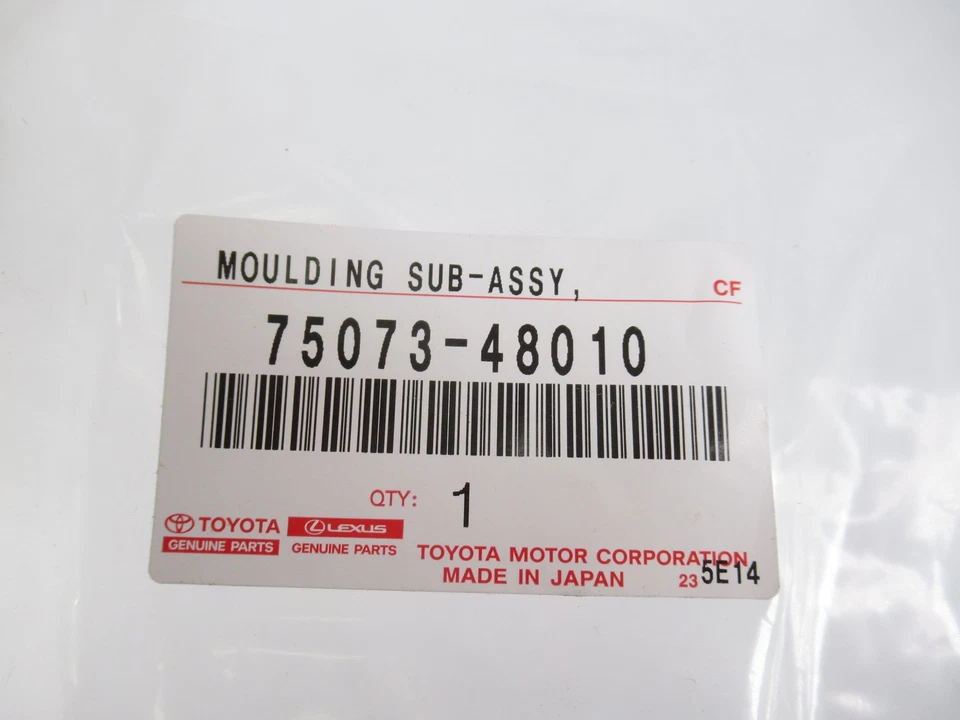 MOULDING SUB-ASSY,
CF
75073-48010
QTY: 1
TOYOTA LEXUS
GENUINE PARTS GENUINE PARTS
TOYOTA MOTOR CORPORATION
MADE IN JAPAN 23 5E14